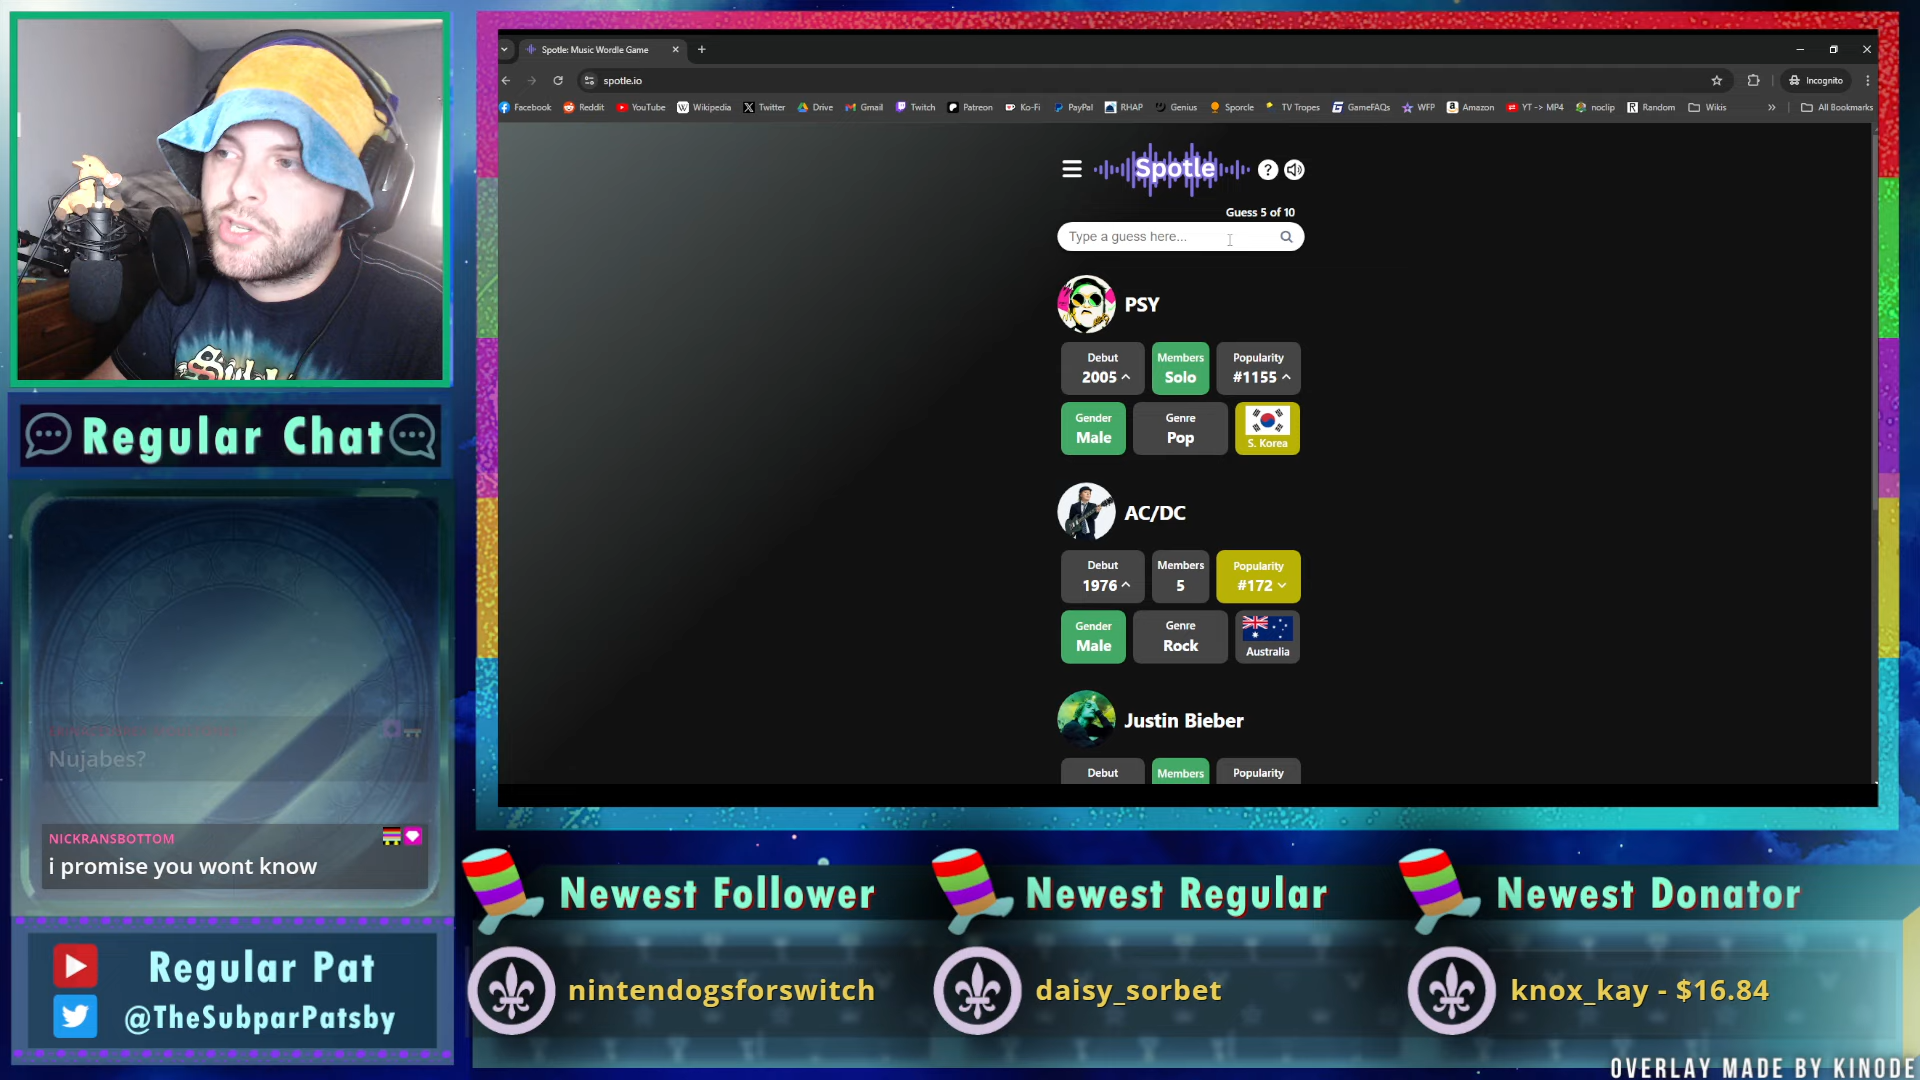 Spotle: Music Wordle Game
spotle.io
Incognito
Facebook Reddit YouTube Wikipedia Twitter Drive Gmail Twitch Patreon Ko-Fi PayPal RHAP Genius Sporcle TV Tropes GameFAQs WFP Amazon YT -> MP4 noclip Random Wikis » All Bookmarks
Spotle
?
Guess 5 of 10
Type a guess here...
PSY
Debut Members Popularity
2005 Solo #1155
Gender Genre
Male Pop S. Korea
AC/DC
Debut Members Popularity
1976 5 #172
Gender Genre
Male Rock Australia
Justin Bieber
Debut Members Popularity
Regular Chat
Nujabes?
NICKRANSBOTTOM
i promise you wont know
Regular Pat
@TheSubparPatsby
Newest Follower
nintendogsforswitch
Newest Regular
daisy_sorbet
Newest Donator
knox_kay - $16.84
OVERLAY MADE BY KINODE